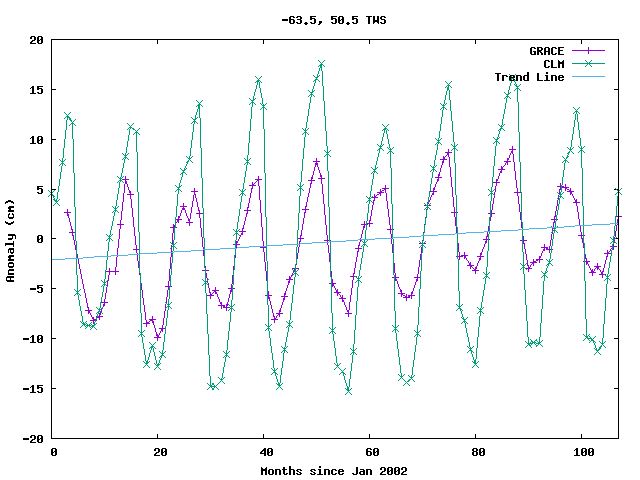 -63.5, 50.5 TWS
GRACE
CLM
Trend Line
20
15
10
5
0
-5
-10
-15
-20
Anomaly (cm)
0 20 40 60 80 100
Months since Jan 2002